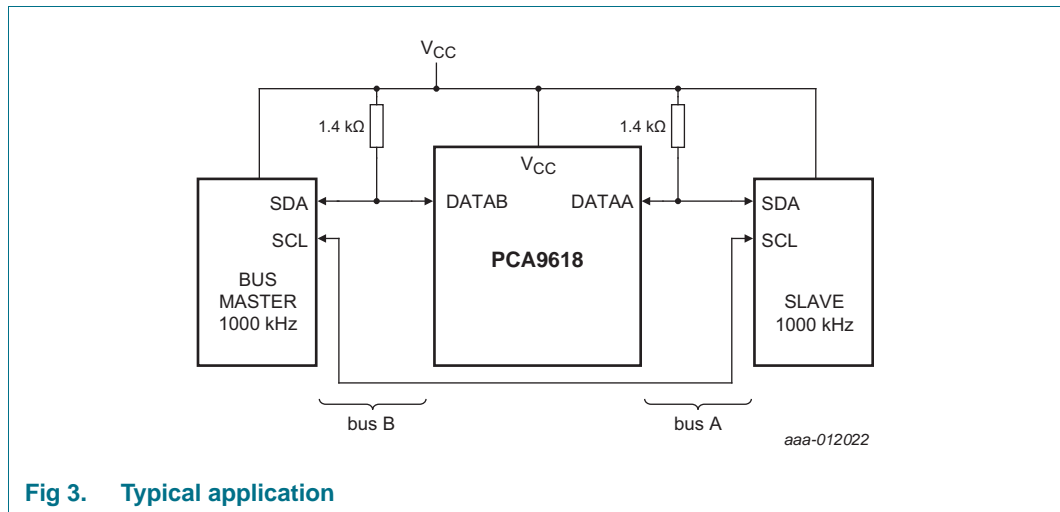 VCC
1.4 kΩ
1.4 kΩ
VCC
SDA
DATAB
DATAA
SDA
SCL
SCL
PCA9618
BUS
MASTER
1000 kHz
SLAVE
1000 kHz
bus B
bus A
aaa-012022
Fig 3. Typical application